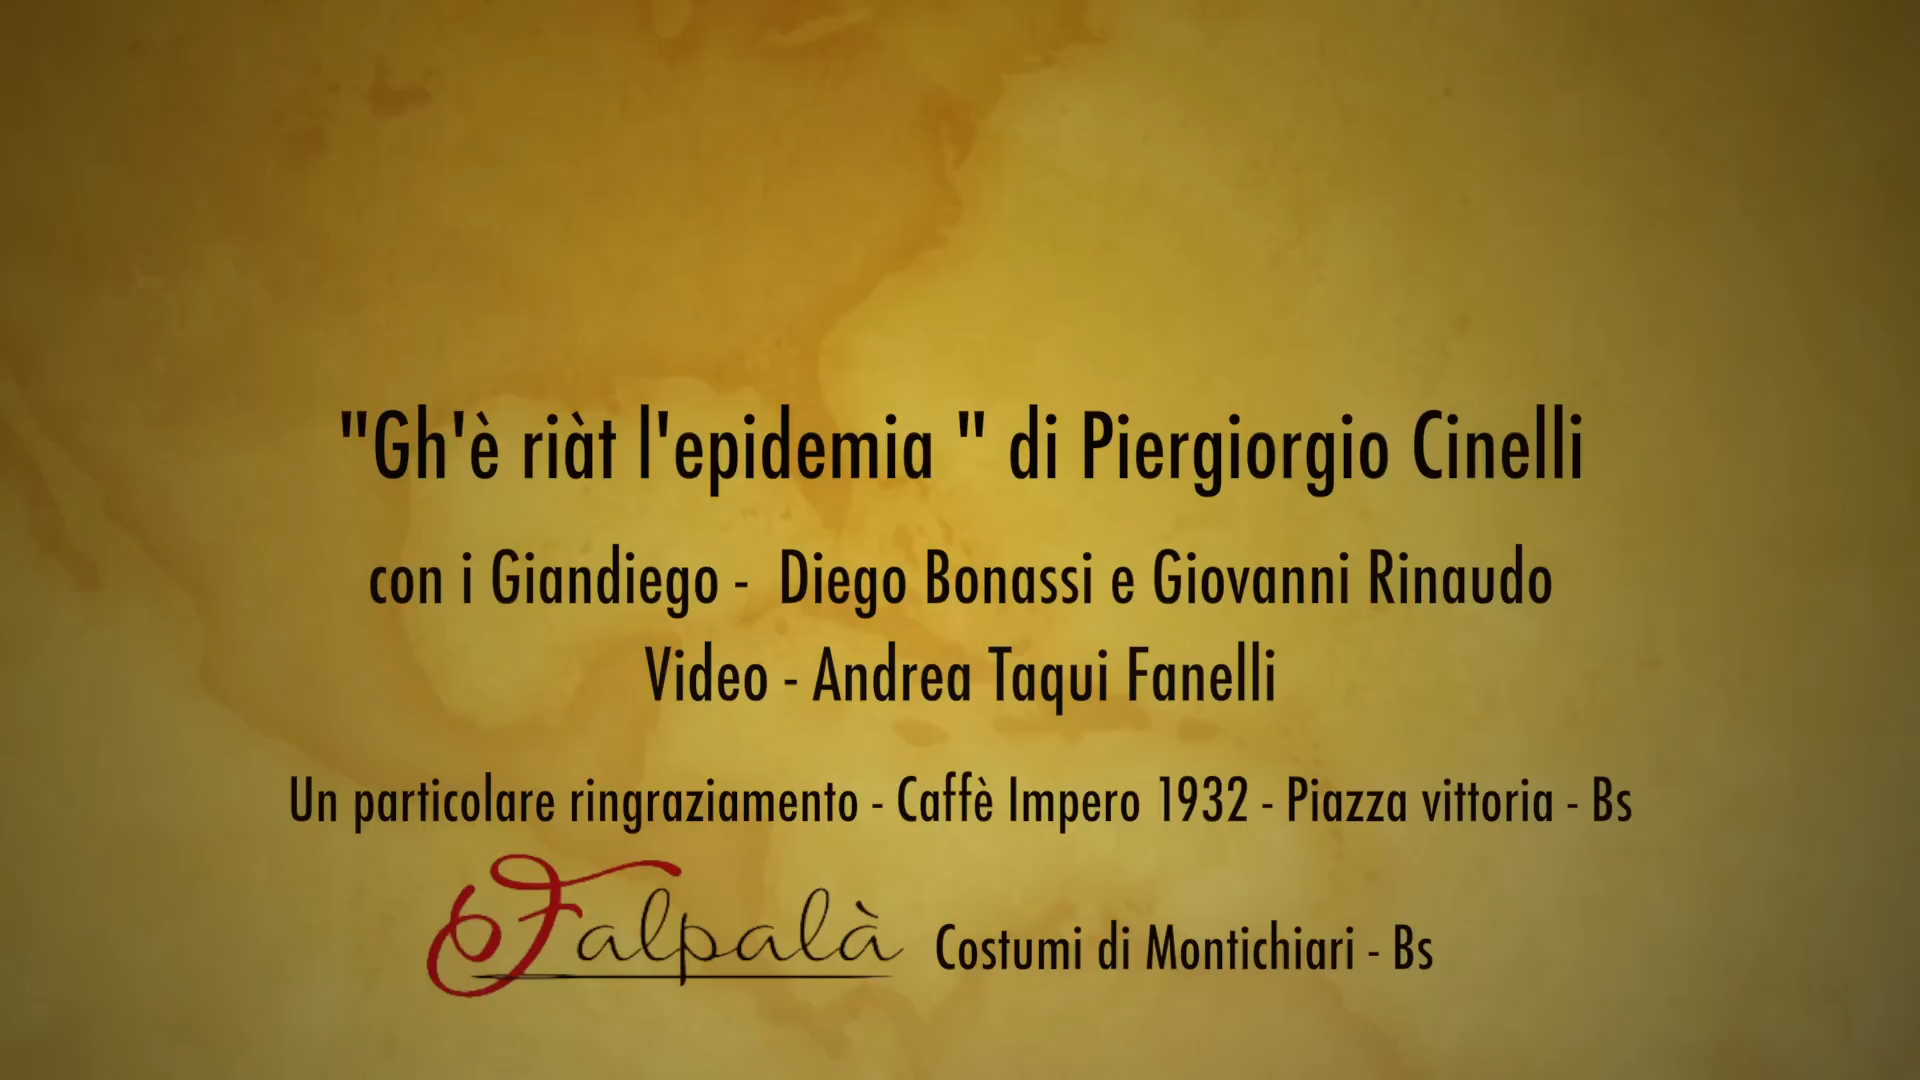 "Gh'è riàt l'epidemia " di Piergiorgio Cinelli
con i Giandiego - Diego Bonassi e Giovanni Rinaudo
Video - Andrea Taqui Fanelli
Un particolare ringraziamento - Caffè Impero 1932 - Piazza vittoria - Bs
Falpalà Costumi di Montichiari - Bs